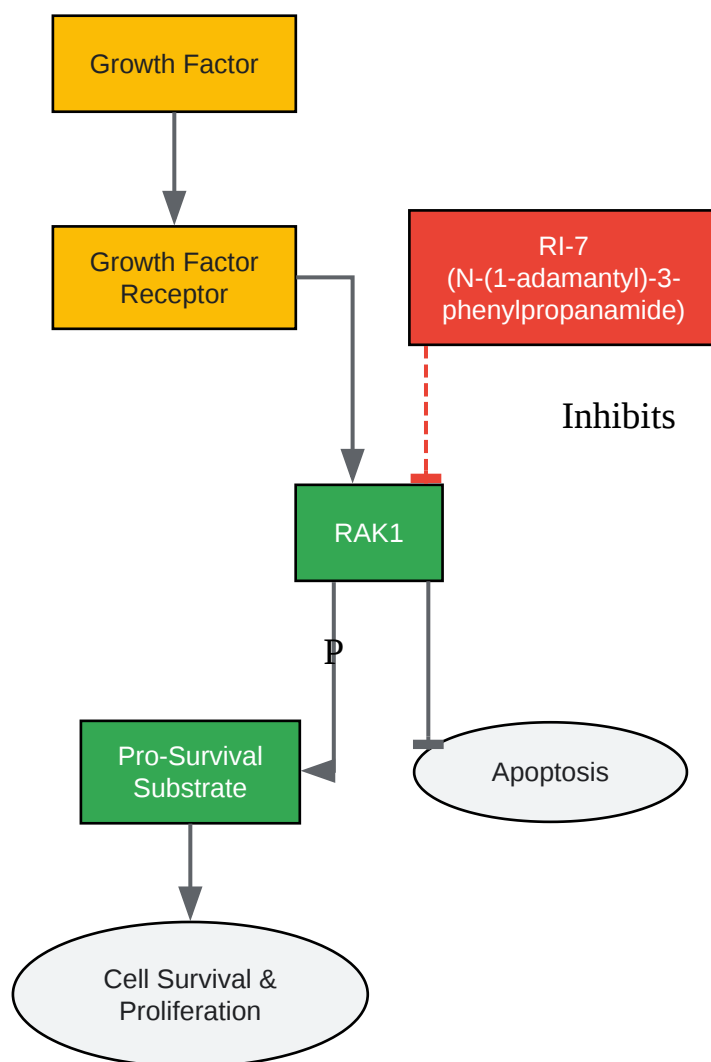 Growth Factor
Growth Factor
Receptor
RI-7
(N-(1-adamantyl)-3-
phenylpropanamide)
Inhibits
RAK1
P
Pro-Survival
Substrate
Apoptosis
Cell Survival &
Proliferation